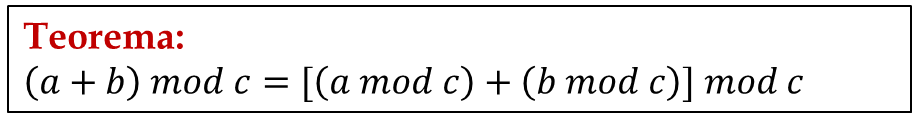 Teorema:
(a + b) mod c = [(a mod c) + (b mod c)] mod c